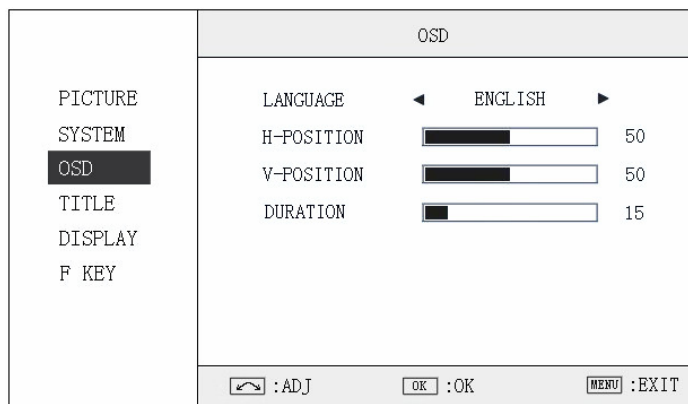 OSD
PICTURE
SYSTEM
OSD
TITLE
DISPLAY
F KEY
LANGUAGE ◄ ENGLISH ►
H-POSITION 50
V-POSITION 50
DURATION 15
:ADJ OK :OK MENU :EXIT